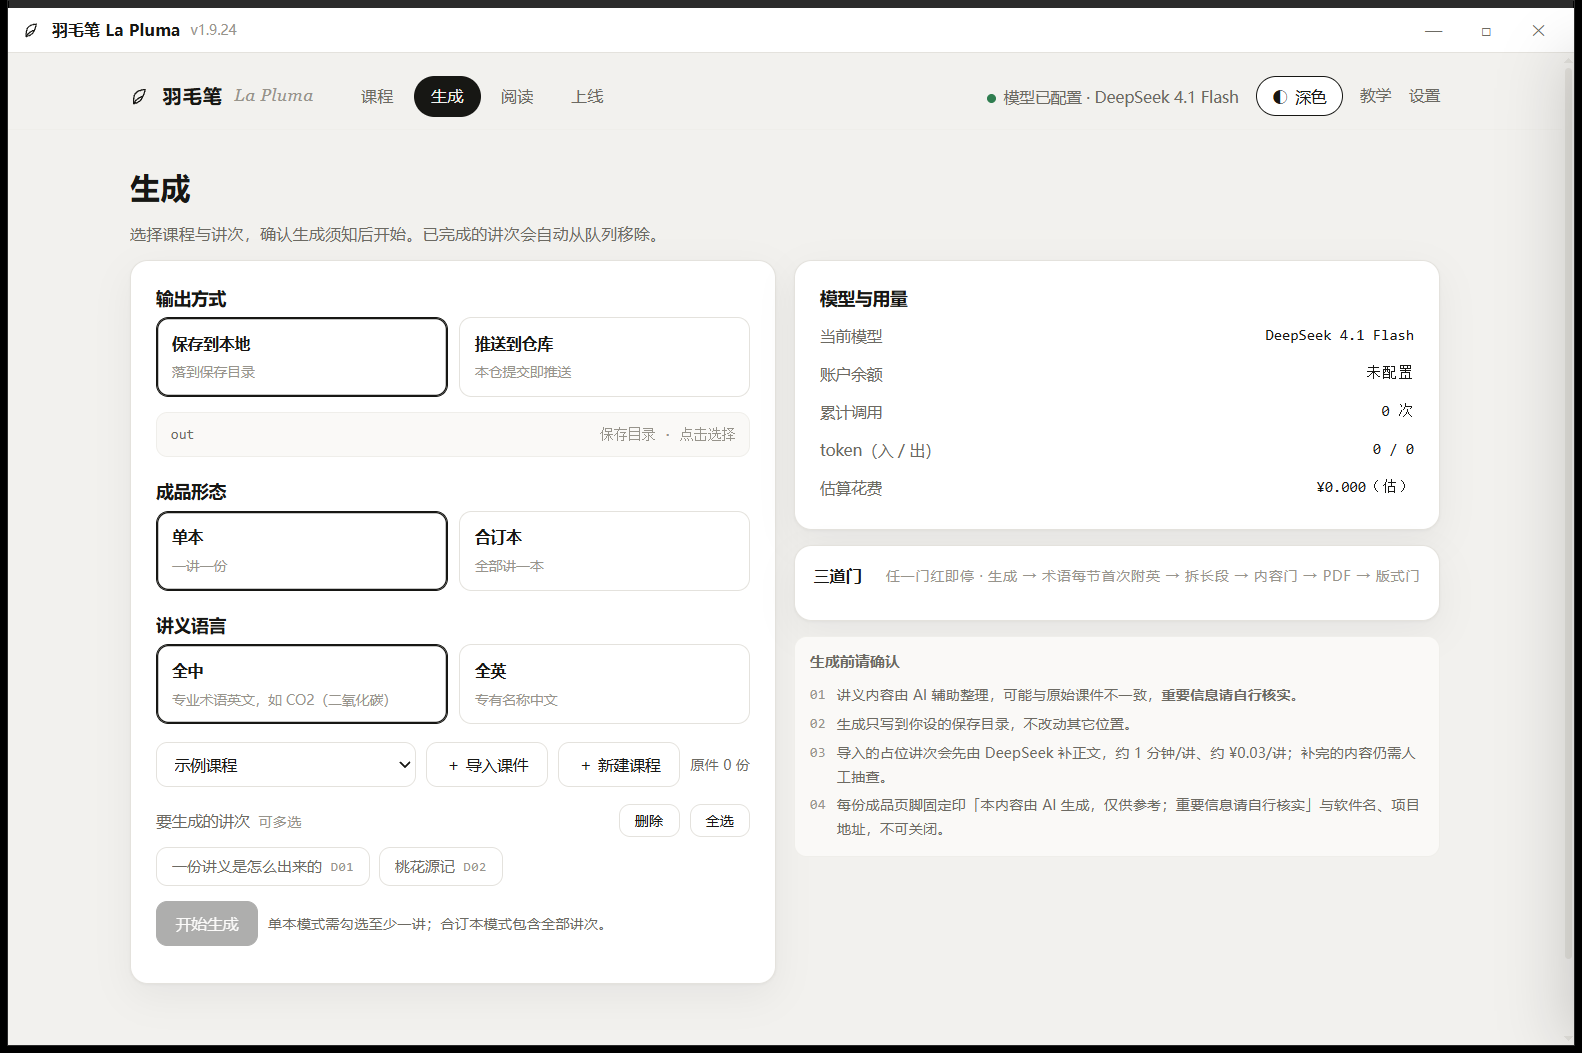 羽毛笔 La Pluma v1.9.24
羽毛笔 La Pluma 课程 生成 阅读 上线 模型已配置 · DeepSeek 4.1 Flash 深色 教学 设置
生成
选择课程与讲次，确认生成须知后开始。已完成的讲次会自动从队列移除。
输出方式
保存到本地
落到保存目录
推送到仓库
本仓提交即推送
out 保存目录 · 点击选择
成品形态
单本
一讲一份
合订本
全部讲一本
讲义语言
全中
专业术语英文，如 CO2（二氧化碳）
全英
专有名称中文
示例课程 + 导入课件 + 新建课程 原件 0 份
要生成的讲次 可多选 删除 全选
一份讲义是怎么出来的 D01 桃花源记 D02
开始生成 单本模式需勾选至少一讲；合订本模式包含全部讲次。
模型与用量
当前模型 DeepSeek 4.1 Flash
账户余额 未配置
累计调用 0 次
token（入 / 出） 0 / 0
估算花费 ¥0.000（估）
三道门 任一门红即停 · 生成 → 术语每节首次附英 → 拆长段 → 内容门 → PDF → 版式门
生成前请确认
01 讲义内容由 AI 辅助整理，可能与原始课件不一致，重要信息请自行核实。
02 生成只写到你设的保存目录，不改动其它位置。
03 导入的占位讲次会先由 DeepSeek 补正文，约 1 分钟/讲、约 ¥0.03/讲；补完的内容仍需人
工抽查。
04 每份成品页脚固定印「本内容由 AI 生成，仅供参考；重要信息请自行核实」与软件名、项目
地址，不可关闭。